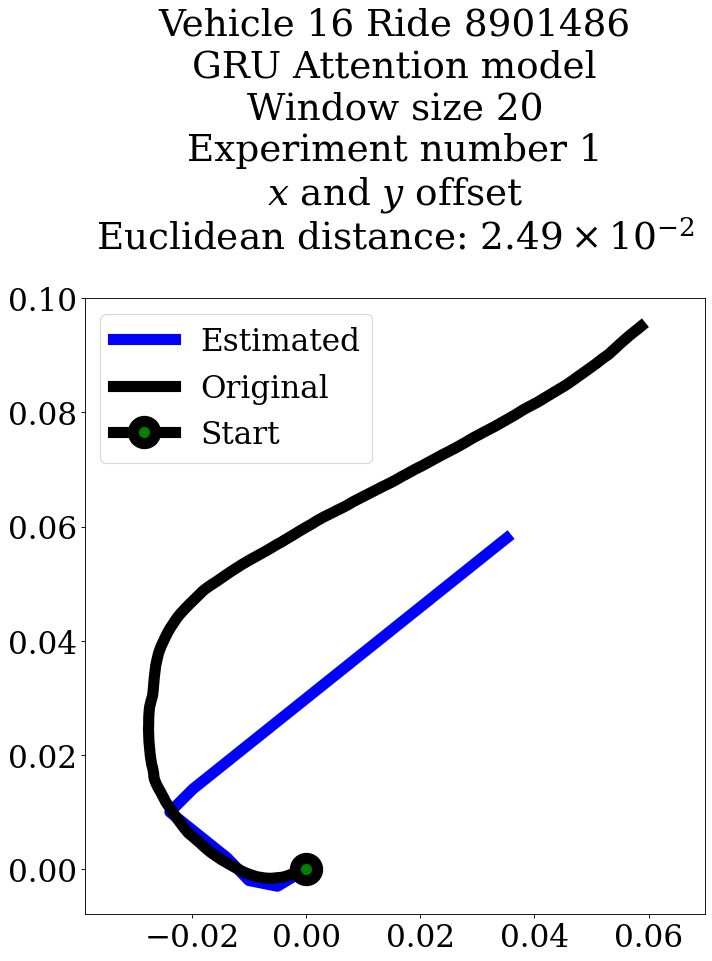 Vehicle 16 Ride 8901486
GRU Attention model
Window size 20
Experiment number 1
x and y offset
Euclidean distance: 2.49 × 10⁻²
0.10
0.08
0.06
0.04
0.02
0.00
Estimated
Original
Start
−0.02 0.00 0.02 0.04 0.06